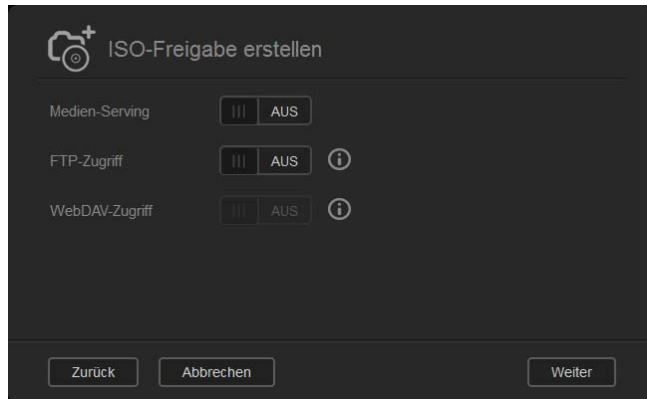 ISO-Freigabe erstellen
Medien-Serving AUS
FTP-Zugriff AUS
WebDAV-Zugriff AUS
Zurück Abbrechen Weiter